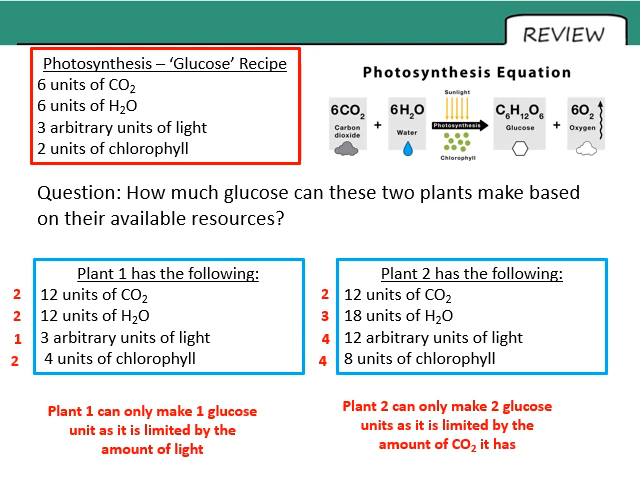 REVIEW
Photosynthesis – ‘Glucose’ Recipe
6 units of CO₂
6 units of H₂O
3 arbitrary units of light
2 units of chlorophyll
Photosynthesis Equation
Sunlight
6CO₂ + 6H₂O Photosynthesis C₆H₁₂O₆ + 6O₂
Carbon dioxide Water Glucose Oxygen
Chlorophyll
Question: How much glucose can these two plants make based
on their available resources?
Plant 1 has the following:
2 12 units of CO₂
2 12 units of H₂O
1 3 arbitrary units of light
2 4 units of chlorophyll
Plant 1 can only make 1 glucose
unit as it is limited by the
amount of light
Plant 2 has the following:
2 12 units of CO₂
3 18 units of H₂O
4 12 arbitrary units of light
4 8 units of chlorophyll
Plant 2 can only make 2 glucose
units as it is limited by the
amount of CO₂ it has